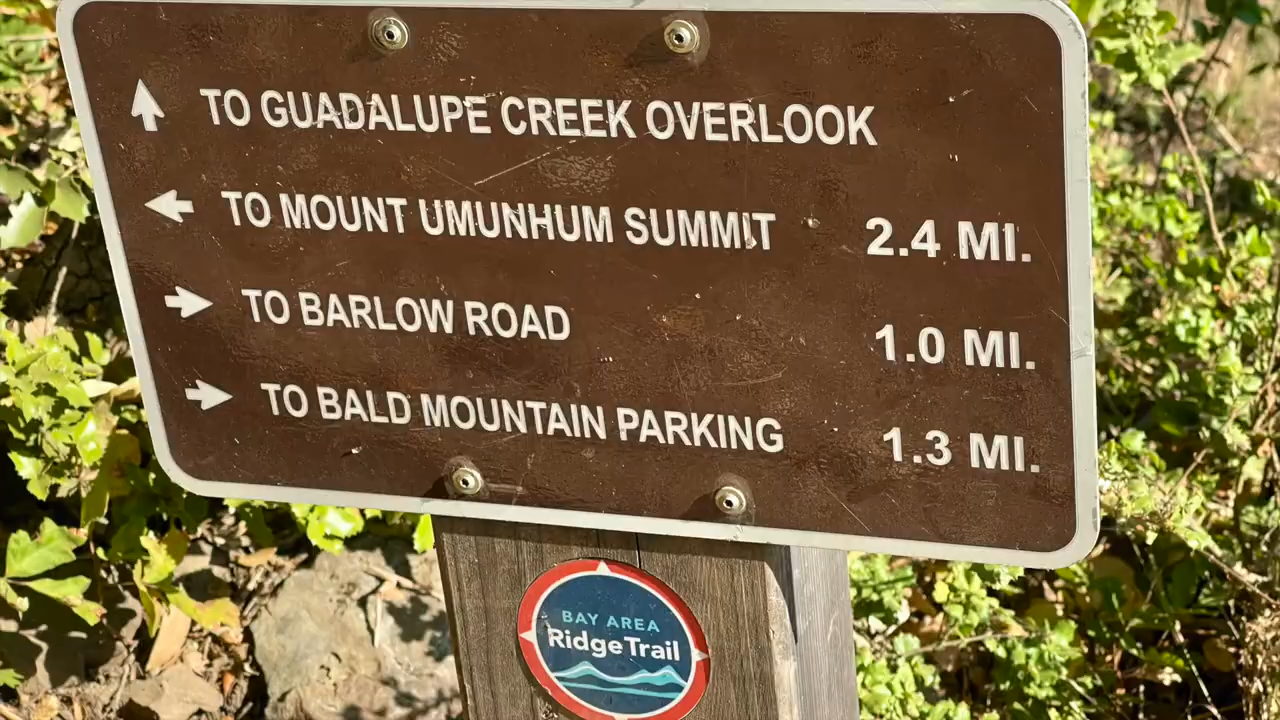 TO GUADALUPE CREEK OVERLOOK
TO MOUNT UMUNHUM SUMMIT 2.4 MI.
TO BARLOW ROAD 1.0 MI.
TO BALD MOUNTAIN PARKING 1.3 MI.
BAY AREA
RidgeTrail